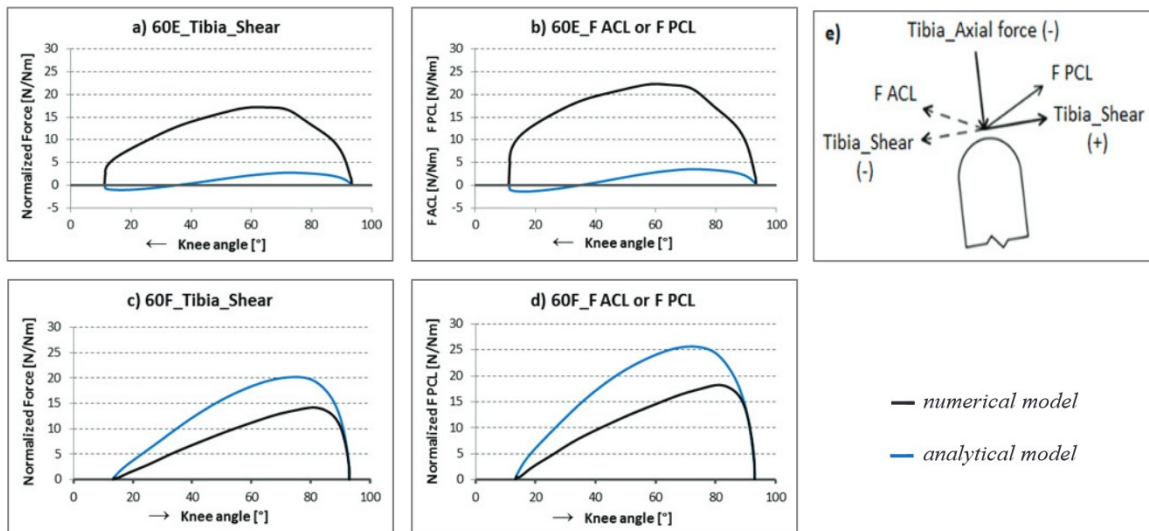 a) 60E_Tibia_Shear
Normalized Force [N/Nm]
30
25
20
15
10
5
0
-5
0
20
40
60
80
100
← Knee angle [°]
b) 60E_F ACL or F PCL
F ACL [N/Nm] F PCL [N/Nm]
30
25
20
15
10
5
0
-5
0
20
40
60
80
100
← Knee angle [°]
e)
Tibia_Axial force (-)
F PCL
F ACL
Tibia_Shear
(+)
Tibia_Shear
(-)
c) 60F_Tibia_Shear
Normalized Force [N/Nm]
30
25
20
15
10
5
0
0
20
40
60
80
100
→ Knee angle [°]
d) 60F_F ACL or F PCL
Normalized F PCL [N/Nm]
30
25
20
15
10
5
0
0
20
40
60
80
100
→ Knee angle [°]
numerical model
analytical model